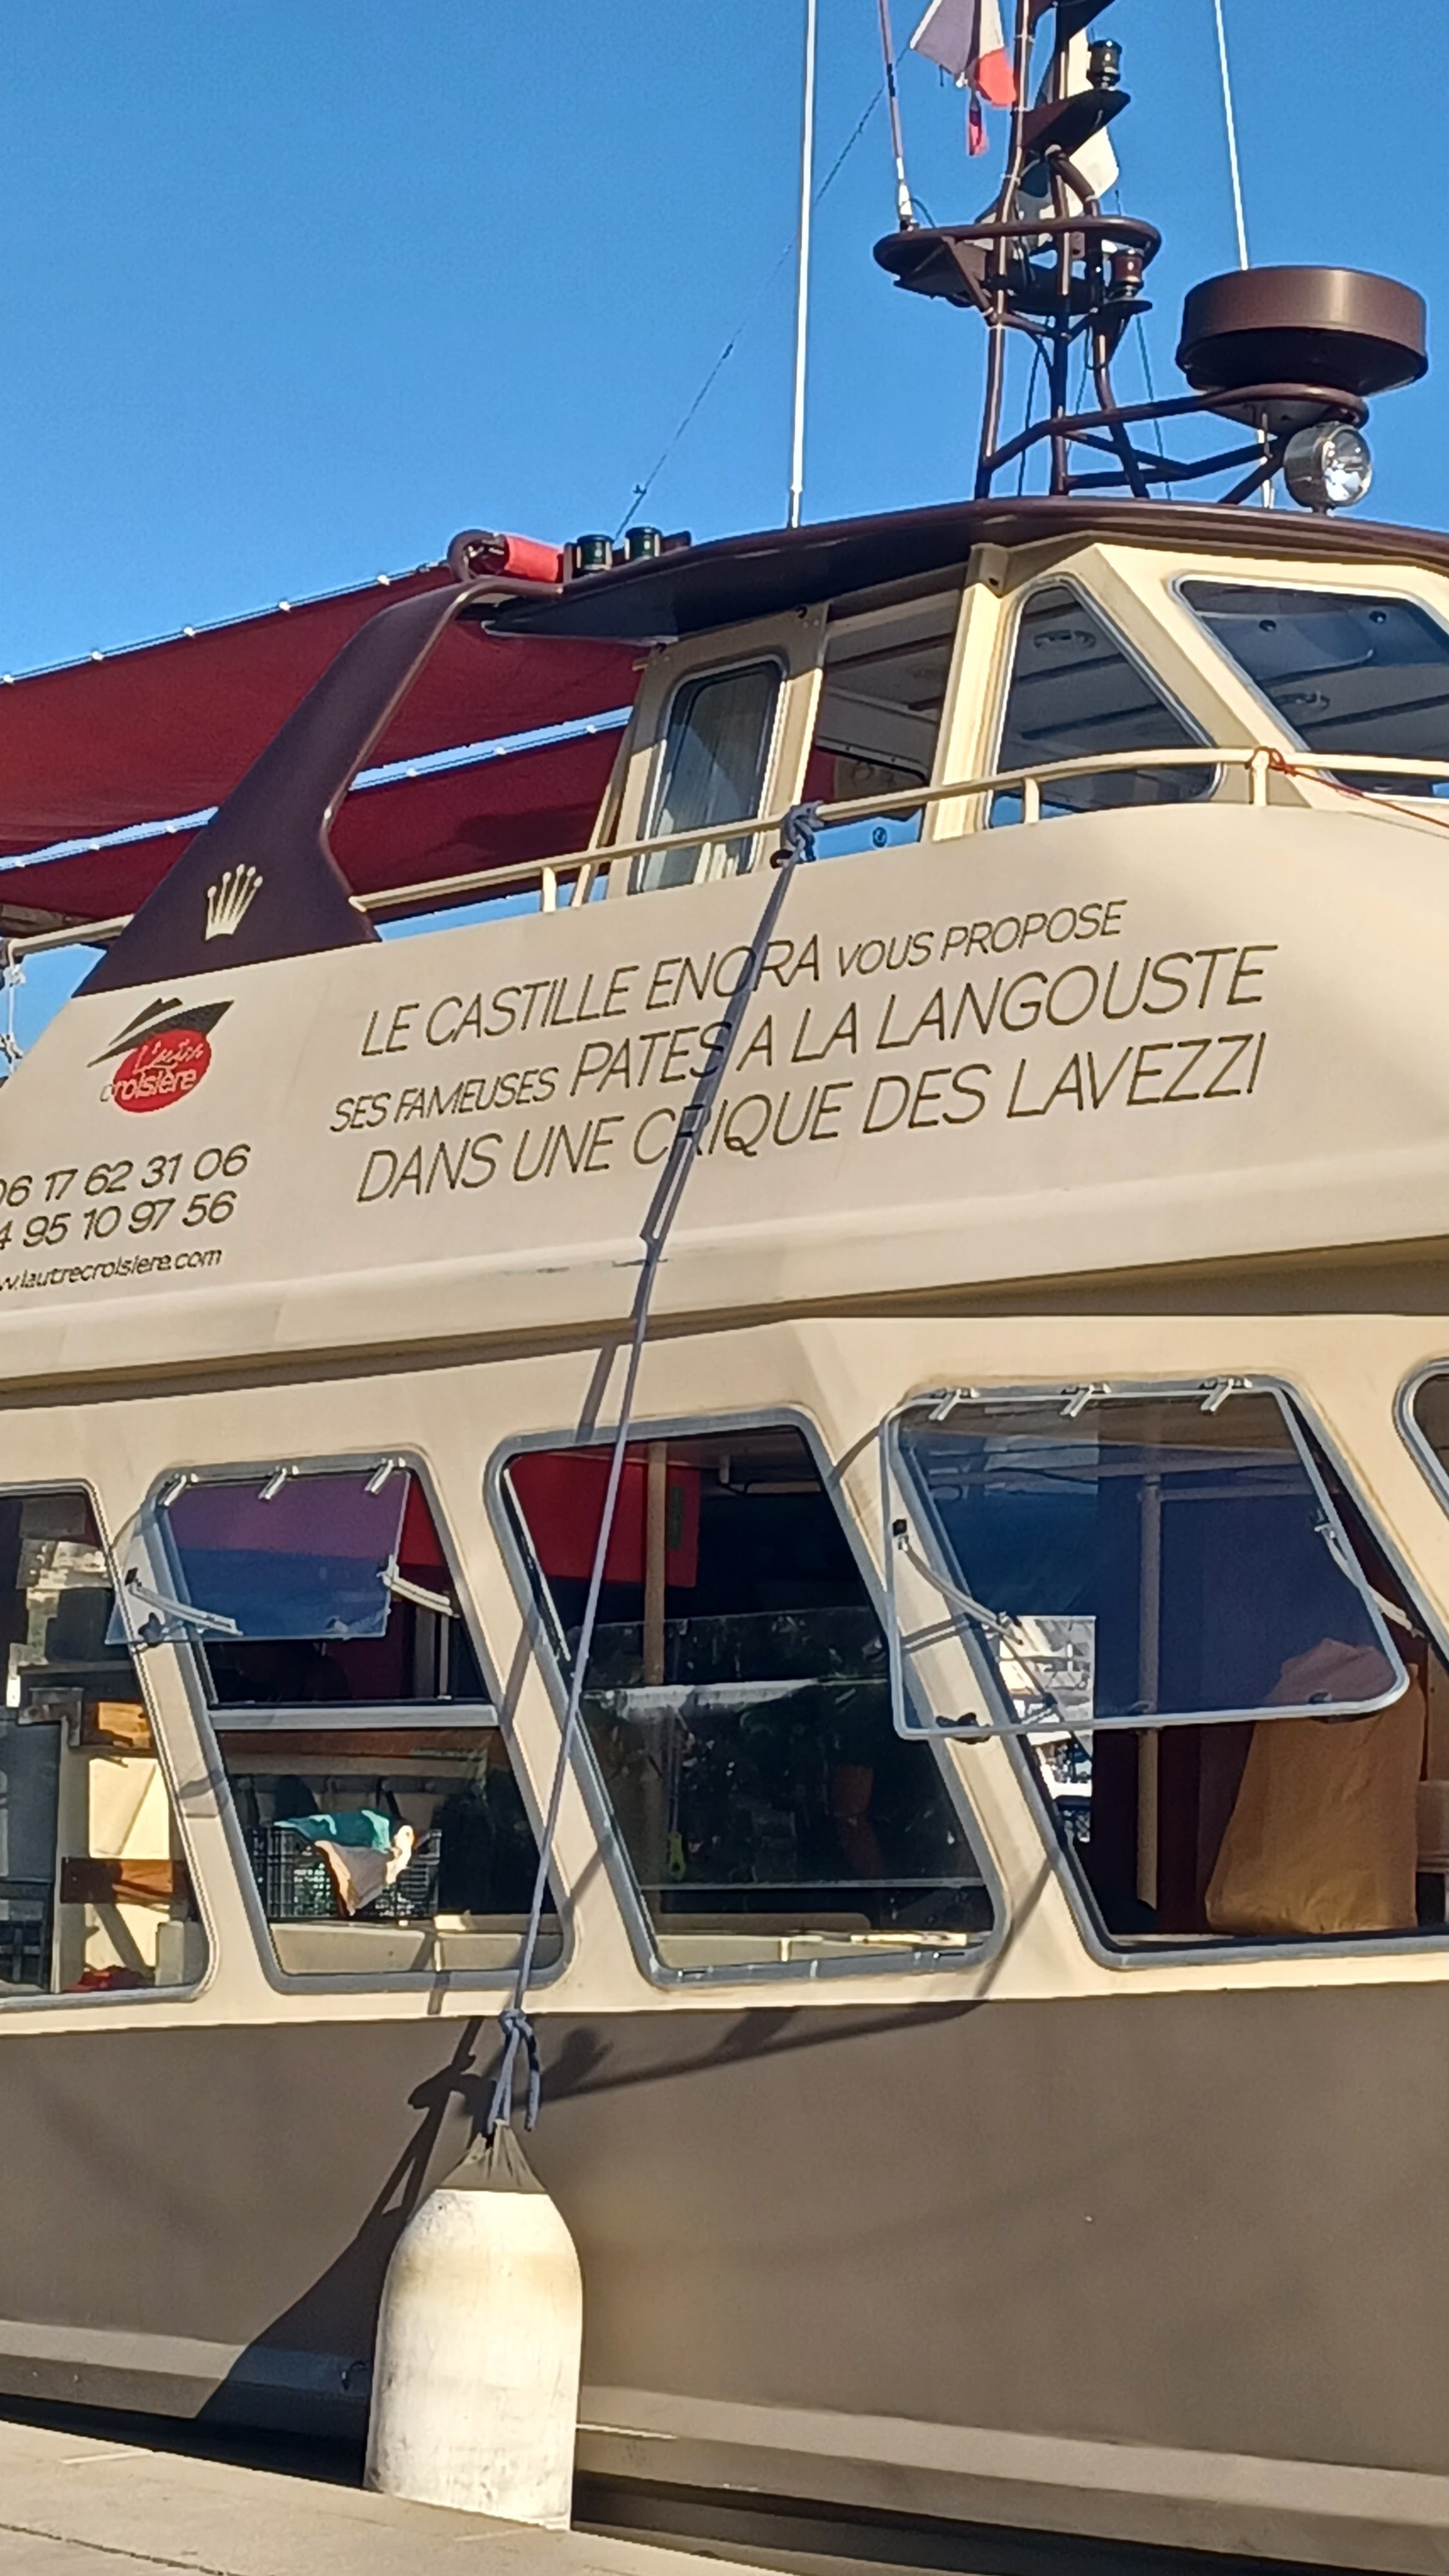 LE CASTILLE ENORA VOUS PROPOSE
SES FAMEUSES PATES A LA LANGOUSTE
DANS UNE CRIQUE DES LAVEZZI
L'autre
croisière
06 17 62 31 06
4 95 10 97 56
w.lautrecroisiere.com